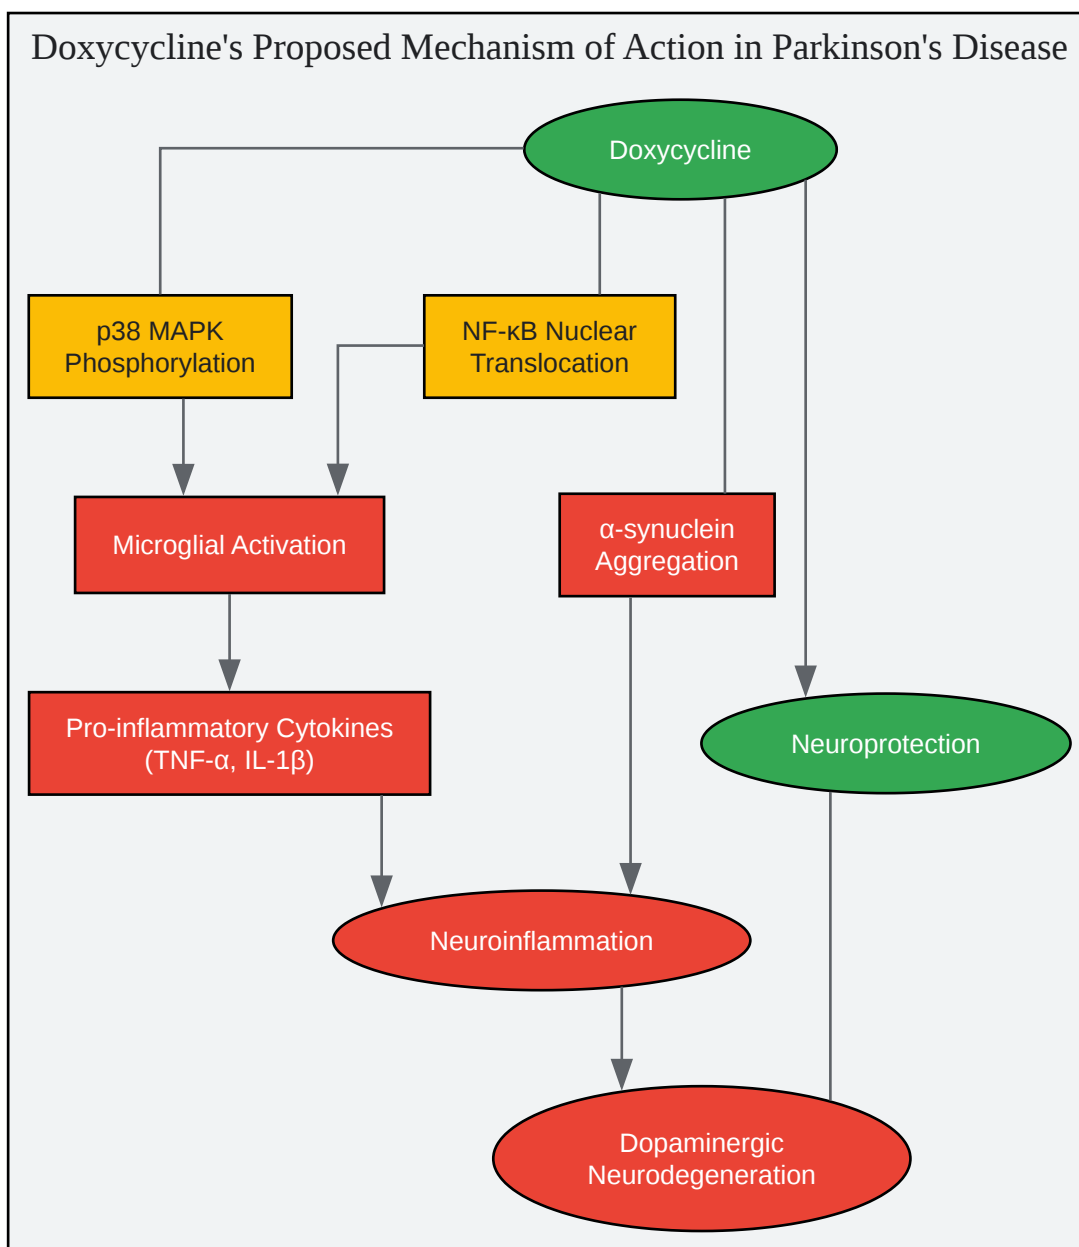 Doxycycline's Proposed Mechanism of Action in Parkinson's Disease
Doxycycline
p38 MAPK
Phosphorylation
NF-κB Nuclear
Translocation
Microglial Activation
α-synuclein
Aggregation
Pro-inflammatory Cytokines
(TNF-α, IL-1β)
Neuroprotection
Neuroinflammation
Dopaminergic
Neurodegeneration